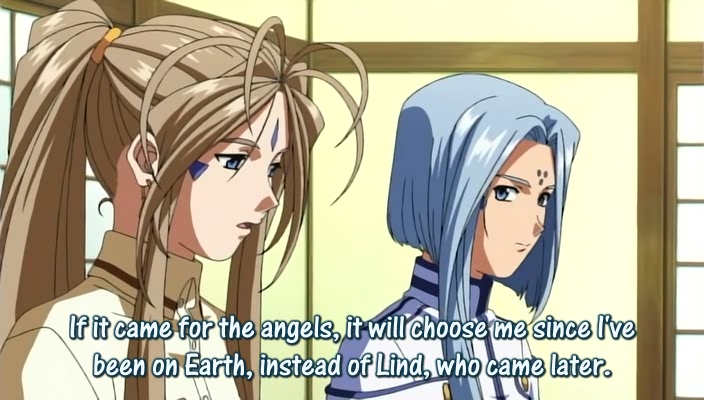 If it came for the angels, it will choose me since I've
been on Earth, instead of Lind, who came later.